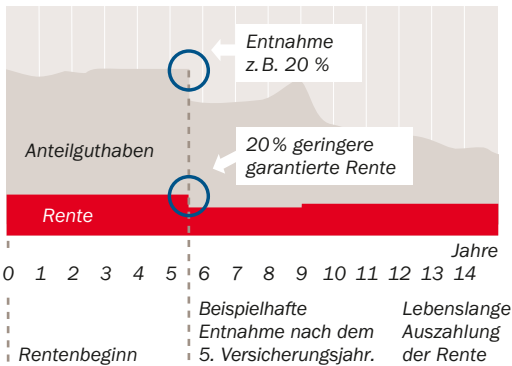 Entnahme
z. B. 20 %
Anteilguthaben
20 % geringere
garantierte Rente
Rente
Jahre
0 1 2 3 4 5 6 7 8 9 10 11 12 13 14
Rentenbeginn
Beispielhafte
Entnahme nach dem
5. Versicherungsjahr.
Lebenslange
Auszahlung
der Rente